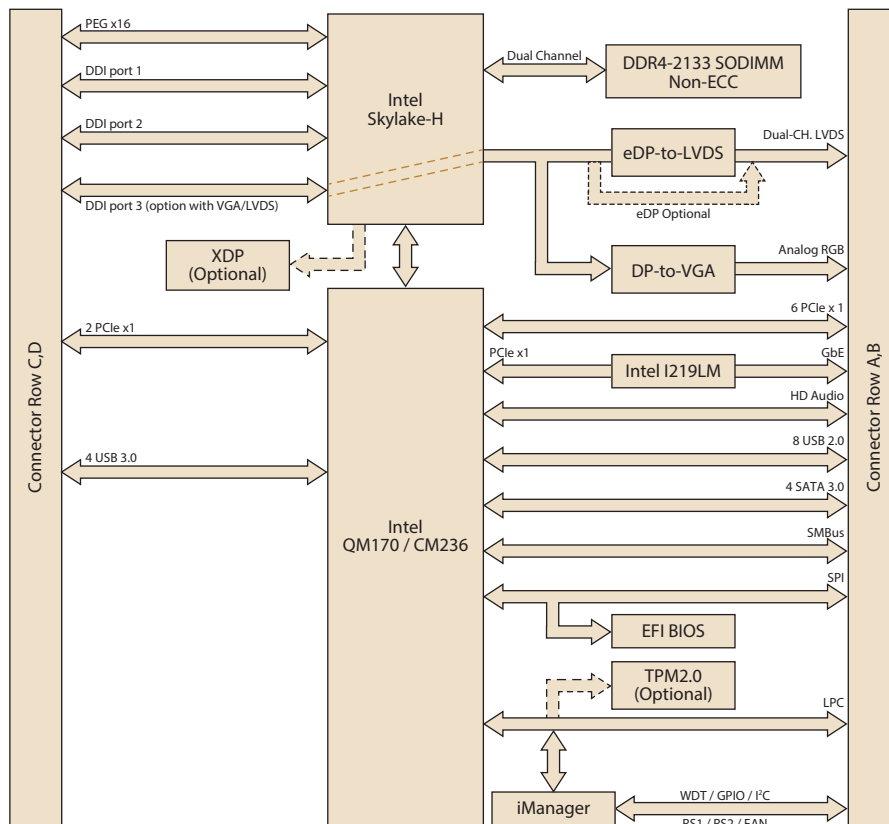 PEG x16
DDI port 1
DDI port 2
DDI port 3 (option with VGA/LVDS)
Intel
Skylake-H
Dual Channel
DDR4-2133 SODIMM
Non-ECC
eDP-to-LVDS
Dual-CH. LVDS
eDP Optional
XDP
(Optional)
DP-to-VGA
Analog RGB
Connector Row C,D
2 PCIe x1
4 USB 3.0
Intel
QM170 / CM236
6 PCIe x 1
PCIe x1
Intel I219LM
GbE
HD Audio
8 USB 2.0
4 SATA 3.0
SMBus
SPI
EFI BIOS
TPM2.0
(Optional)
LPC
iManager
WDT / GPIO / I²C
RS1 / RS2 / FAN
Connector Row A,B